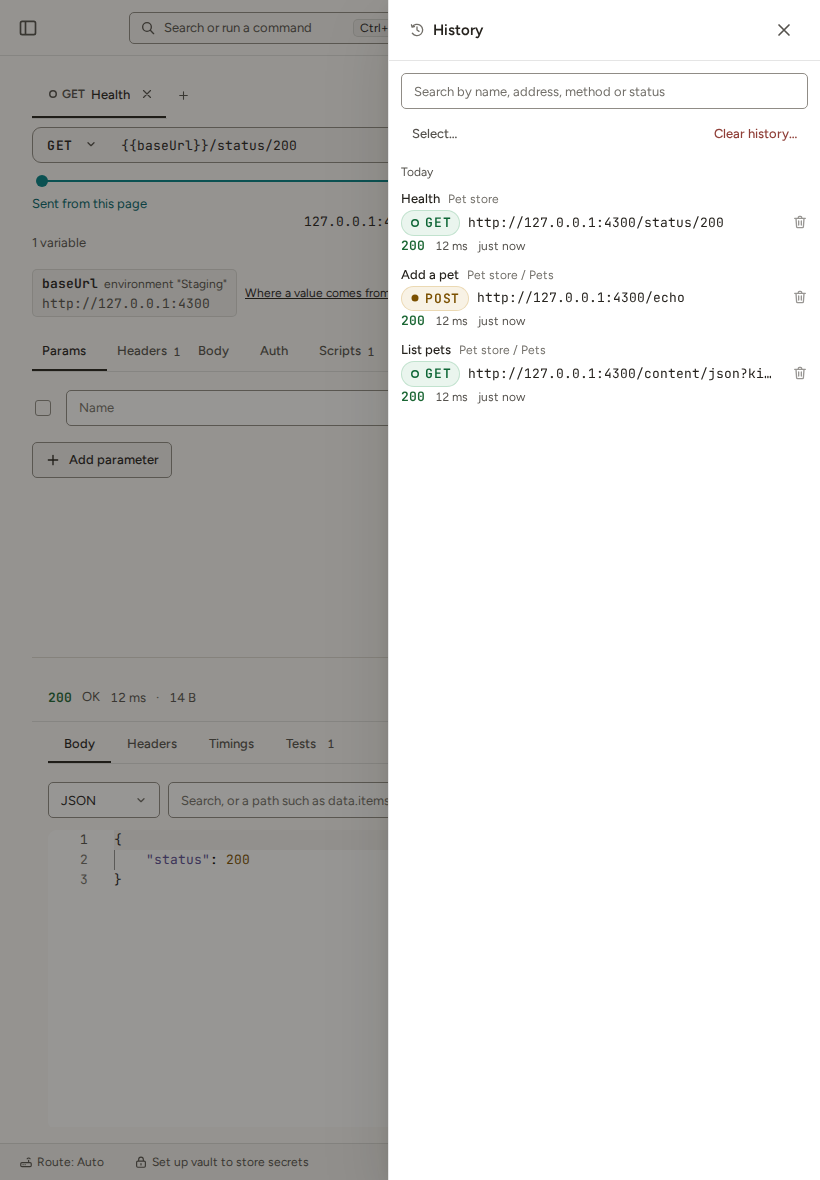 Search or run a command
Ctrl+
GET Health
GET
{{baseUrl}}/status/200
Sent from this page
127.0.0.1:4
1 variable
baseUrl environment "Staging"
http://127.0.0.1:4300
Where a value comes from
Params
Headers 1
Body
Auth
Scripts 1
Name
Add parameter
200 OK 12 ms · 14 B
Body
Headers
Timings
Tests 1
JSON
Search, or a path such as data.items
1 {
2 "status": 200
3 }
Route: Auto
Set up vault to store secrets
History
Search by name, address, method or status
Select...
Clear history...
Today
Health Pet store
GET http://127.0.0.1:4300/status/200
200 12 ms just now
Add a pet Pet store / Pets
POST http://127.0.0.1:4300/echo
200 12 ms just now
List pets Pet store / Pets
GET http://127.0.0.1:4300/content/json?ki…
200 12 ms just now